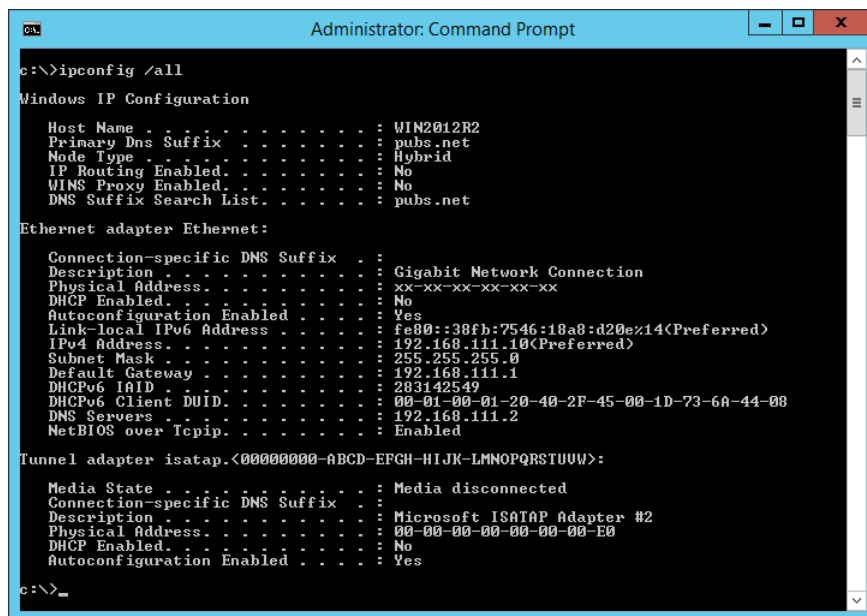 Administrator: Command Prompt
c:\>ipconfig /all
Windows IP Configuration
Host Name . . . . . . . . . . . . : WIN2012R2
Primary Dns Suffix  . . . . . . . : pubs.net
Node Type . . . . . . . . . . . . : Hybrid
IP Routing Enabled. . . . . . . . : No
WINS Proxy Enabled. . . . . . . . : No
DNS Suffix Search List. . . . . . : pubs.net
Ethernet adapter Ethernet:
Connection-specific DNS Suffix  . :
Description . . . . . . . . . . . : Gigabit Network Connection
Physical Address. . . . . . . . . : xx-xx-xx-xx-xx-xx
DHCP Enabled. . . . . . . . . . . : No
Autoconfiguration Enabled . . . . : Yes
Link-local IPv6 Address . . . . . : fe80::38fb:7546:18a8:d20e%14(Preferred)
IPv4 Address. . . . . . . . . . . : 192.168.111.10(Preferred)
Subnet Mask . . . . . . . . . . . : 255.255.255.0
Default Gateway . . . . . . . . . : 192.168.111.1
DHCPv6 IAID . . . . . . . . . . . : 283142549
DHCPv6 Client DUID. . . . . . . . : 00-01-00-01-20-40-2F-45-00-1D-73-6A-44-08
DNS Servers . . . . . . . . . . . : 192.168.111.2
NetBIOS over Tcpip. . . . . . . . : Enabled
Tunnel adapter isatap.<00000000-ABCD-EFGH-HIJK-LMNOPQRSTUVW>:
Media State . . . . . . . . . . . : Media disconnected
Connection-specific DNS Suffix  . :
Description . . . . . . . . . . . : Microsoft ISATAP Adapter #2
Physical Address. . . . . . . . . : 00-00-00-00-00-00-00-E0
DHCP Enabled. . . . . . . . . . . : No
Autoconfiguration Enabled . . . . : Yes
c:\>_